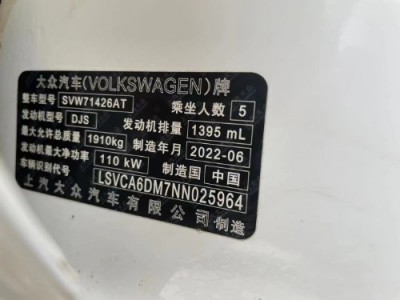 大众汽车(VOLKSWAGEN)牌
整车型号 SVW71426AT 乘坐人数 5
发动机型号 DJS 发动机排量 1395 mL
最大允许总质量 1910kg 制造年月 2022-06
发动机最大净功率 110 kW 制造国 中国
车辆识别代号 LSVCA6DM7NN025964
上汽大众汽车有限公司制造